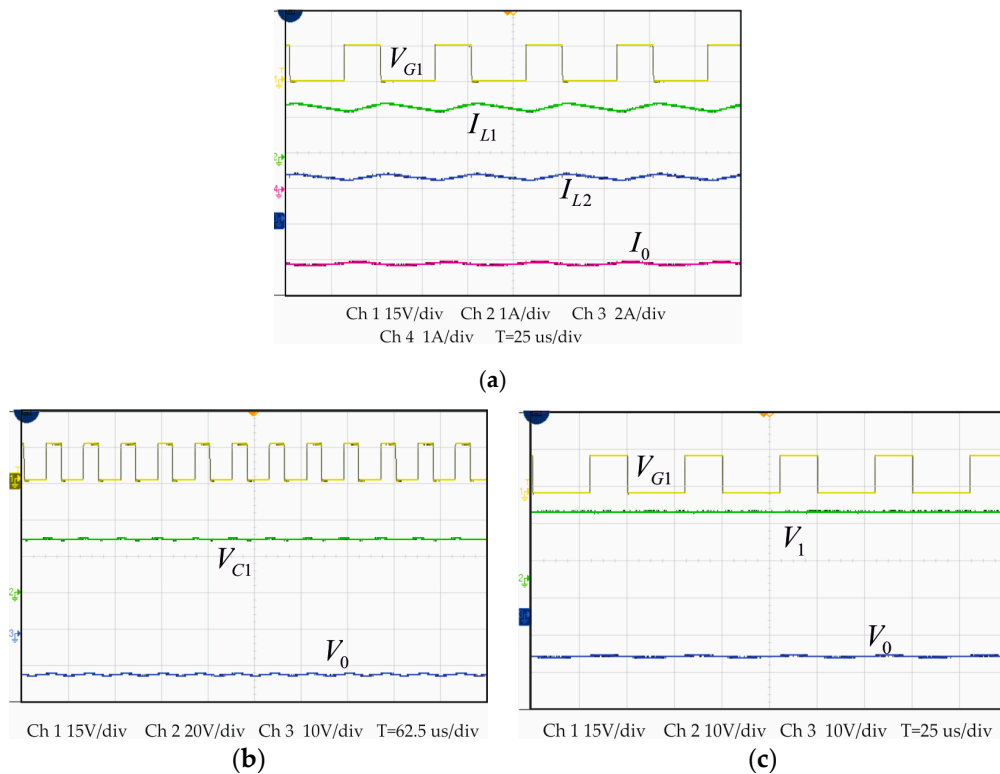 V_G1
I_L1
I_L2
I_0
Ch 1 15V/div Ch 2 1A/div Ch 3 2A/div
Ch 4 1A/div T=25 us/div
(a)
V_C1
V_0
Ch 1 15V/div Ch 2 20V/div Ch 3 10V/div T=62.5 us/div
(b)
V_G1
V_1
V_0
Ch 1 15V/div Ch 2 10V/div Ch 3 10V/div T=25 us/div
(c)